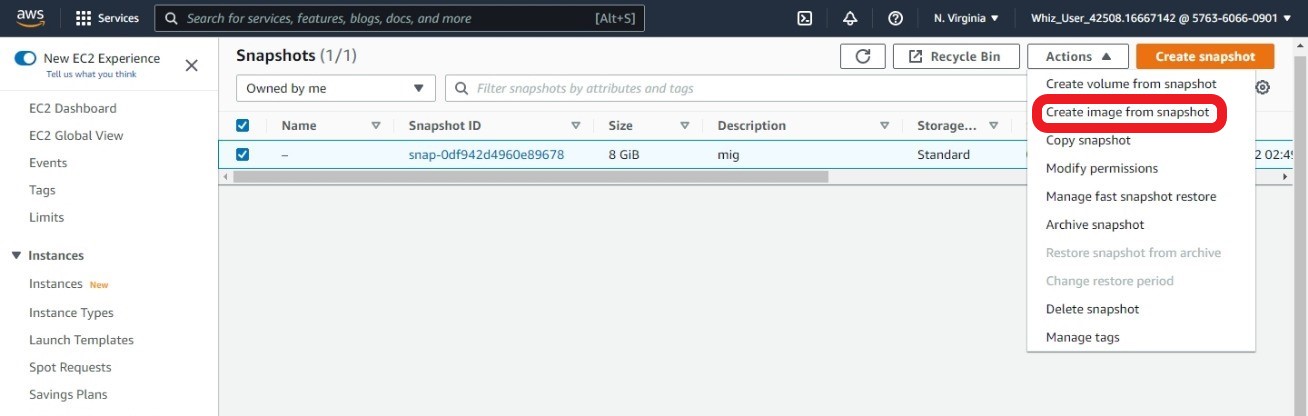 aws Services Search for services, features, blogs, docs, and more [Alt+S] N. Virginia Whiz_User_42508.16667142 @ 5763-6066-0901
New EC2 Experience
Tell us what you think
EC2 Dashboard
EC2 Global View
Events
Tags
Limits
Instances
Instances New
Instance Types
Launch Templates
Spot Requests
Savings Plans
Snapshots (1/1) Recycle Bin Actions Create snapshot
Owned by me Filter snapshots by attributes and tags
Name Snapshot ID Size Description Storage...
– snap-0df942d4960e89678 8 GiB mig Standard 2 02:49
Create volume from snapshot
Create image from snapshot
Copy snapshot
Modify permissions
Manage fast snapshot restore
Archive snapshot
Restore snapshot from archive
Change restore period
Delete snapshot
Manage tags